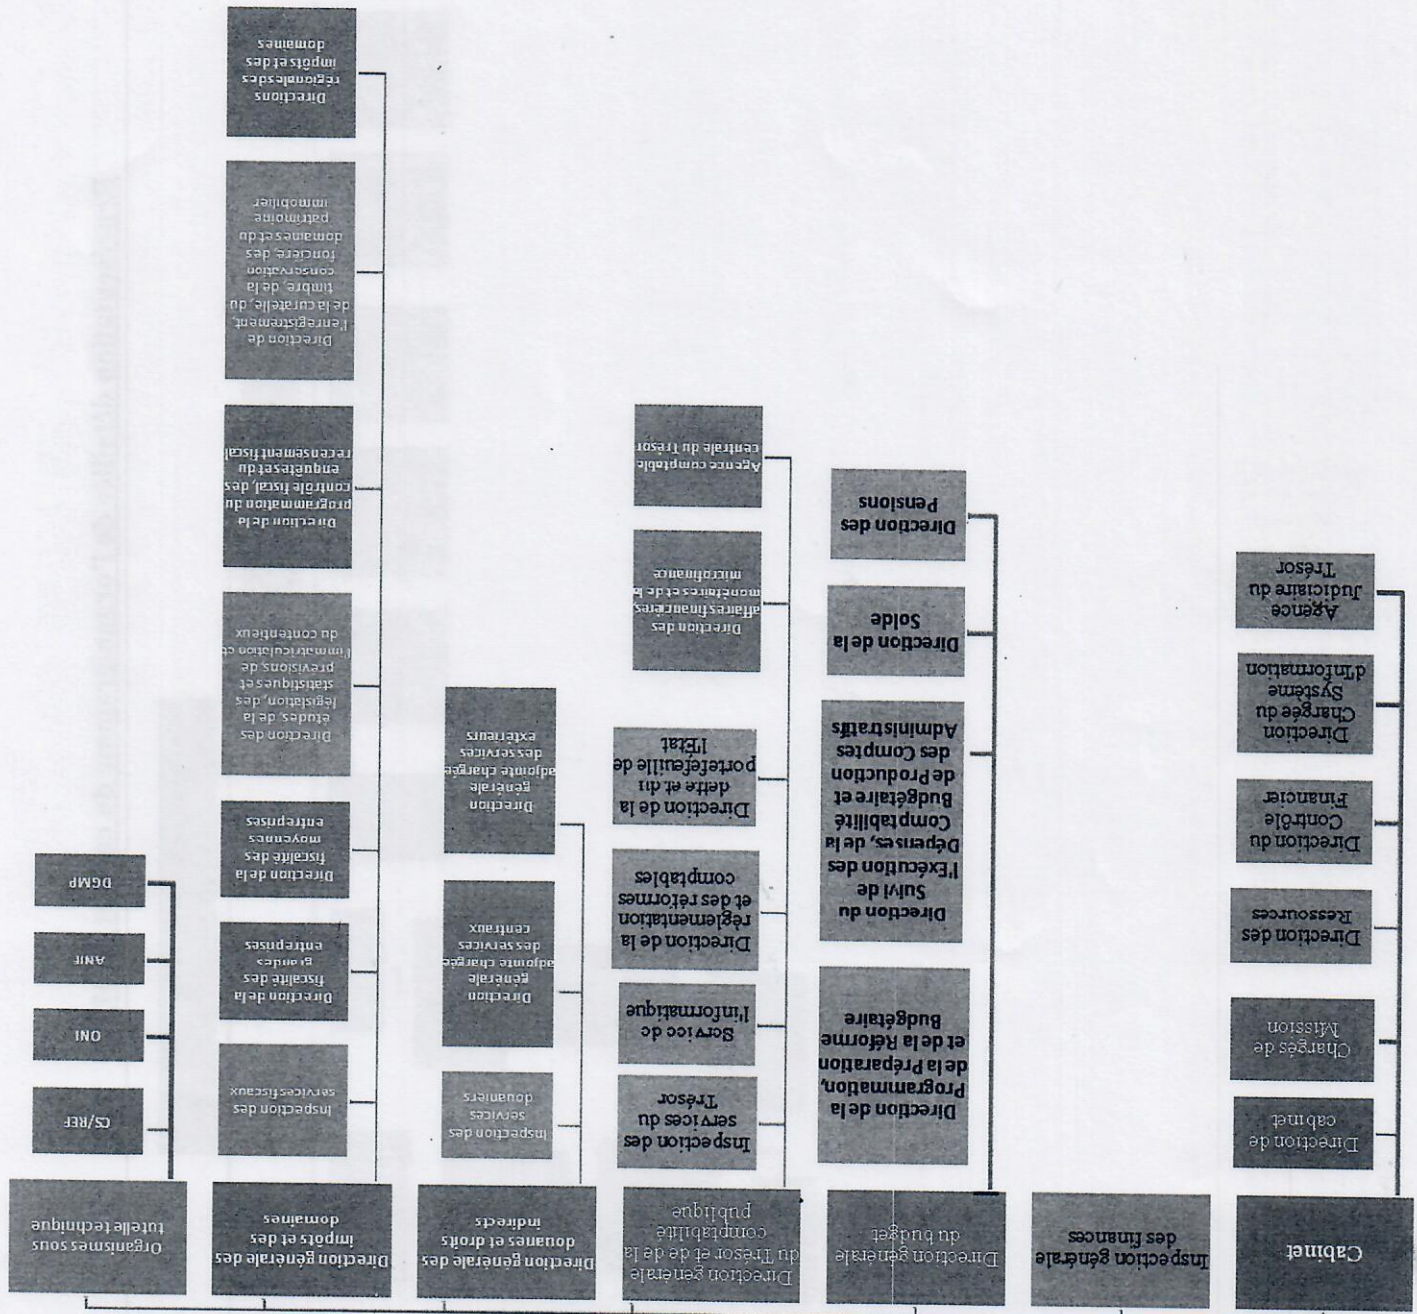 Cabinet
Direction de
cabinet
Chargés de
Mission
Direction des
Ressources
Direction du
Contrôle
Financier
Direction
Chargée du
Système
d'Information
Agence
Judiciaire du
Trésor
Inspection générale
des finances
Direction générale
du budget
Direction de la
Programmation,
de la Préparation
et de la Réforme
Budgétaire
Direction du
Suivi de
l'Exécution des
Dépenses, de la
Comptabilité
Budgétaire et
de Production
des Comptes
Administratifs
Direction de la
Solde
Direction des
Pensions
Direction générale
du Trésor et de la
comptabilité
publique
Inspection des
services du
Trésor
Service de
l'informatique
Direction de la
règlementation
et des réformes
comptables
Direction de la
dette et du
portefeuille de
l'État
Direction des
affaires financières,
monétaires et de la
microfinance
Agence comptable
centrale du Trésor
Direction générale des
douanes et droits
indirects
Inspection des
services
douaniers
Direction
générale
adjointe chargée
des services
centraux
Direction
générale
adjointe chargée
des services
extérieurs
Direction générale des
impôts et des
domaines
Inspection des
services fiscaux
Direction de la
fiscalité des
grandes
entreprises
Direction de la
fiscalité des
moyennes
entreprises
Direction des
études, de la
législation, des
statistiques et
prévisions, de
l'immatriculation et
du contentieux
Direction de la
programmation du
contrôle fiscal, des
enquêtes et du
recensement fiscal
Direction de
l'enregistrement,
de la curatelle, du
timbre, de la
conservation
foncière, des
domaines et du
patrimoine
immobilier
Directions
régionales des
impôts et des
domaines
Organismes sous
tutelle technique
CS/REF
ONI
ANIF
DGMP